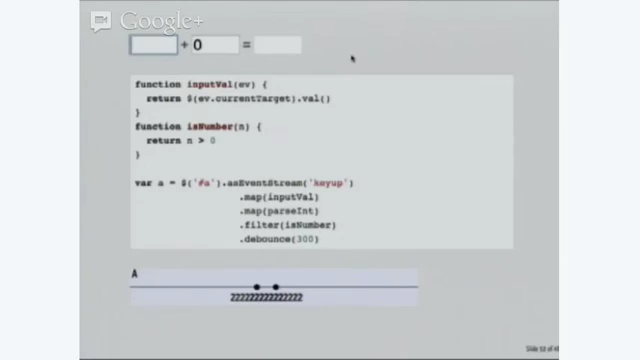 Google+
+ 0 =
function inputVal(ev) {
return $(ev.currentTarget).val()
}
function isNumber(n) {
return n > 0
}
var a = $('#a').asEventStream('keyup')
.map(inputVal)
.map(parseInt)
.filter(isNumber)
.debounce(300)
A